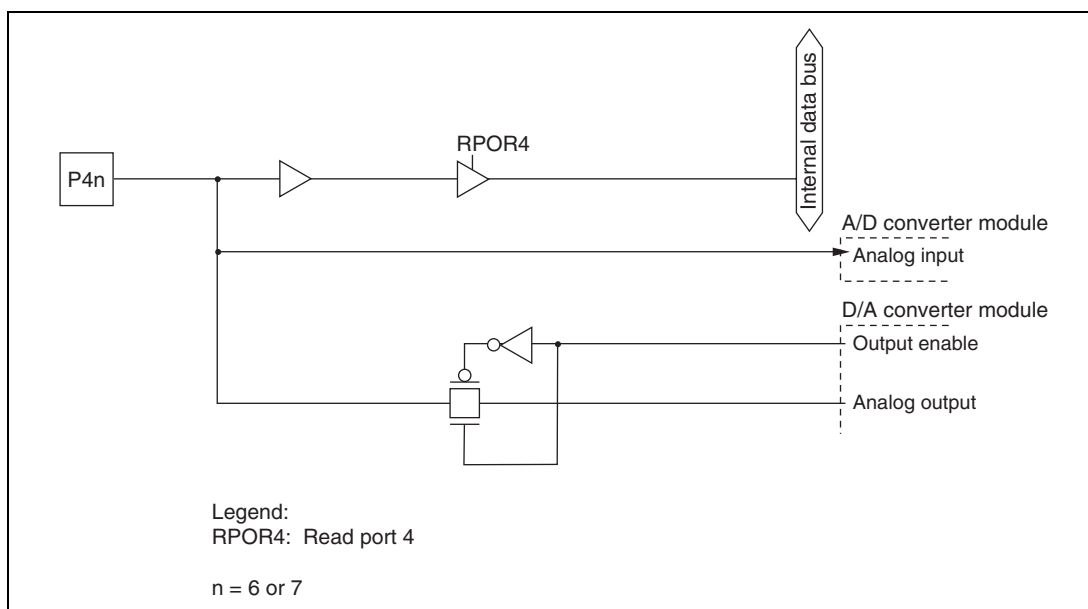 Internal data bus
RPOR4
P4n
A/D converter module
Analog input
D/A converter module
Output enable
Analog output
Legend:
RPOR4: Read port 4
n = 6 or 7